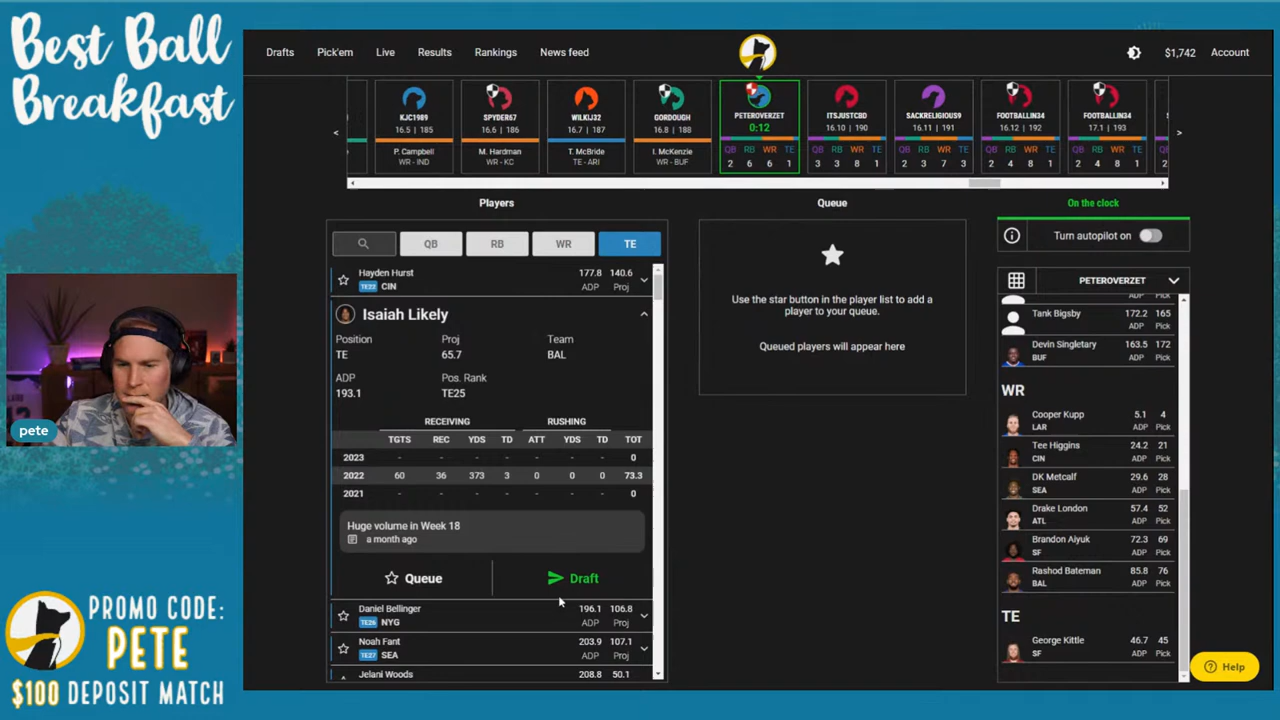 Best Ball
Breakfast
Drafts
Pick'em
Live
Results
Rankings
News feed
$1,742
Account
KJC1989
16.5 | 185
P. Campbell
WR - IND
SPYDER67
16.6 | 186
M. Hardman
WR - KC
WILKIJ32
16.7 | 187
T. McBride
TE - ARI
GORDOUGH
16.8 | 188
I. McKenzie
WR - BUF
PETEROVERZET
0:12
QB RB WR TE
2 6 6 1
ITSJUSTCBD
16.10 | 190
QB RB WR TE
3 3 8 1
SACKRELIGIOUS9
16.11 | 191
QB RB WR TE
2 3 7 3
FOOTBALLIN34
16.12 | 192
QB RB WR TE
2 4 8 1
FOOTBALLIN34
17.1 | 193
QB RB WR TE
2 4 8 1
Players
QB
RB
WR
TE
Hayden Hurst 177.8 140.6
TE22 CIN ADP Proj
Isaiah Likely
Position Proj Team
TE 65.7 BAL
ADP Pos. Rank
193.1 TE25
RECEIVING RUSHING
TGTS REC YDS TD ATT YDS TD TOT
2023 - - - - - - - 0
2022 60 36 373 3 0 0 0 73.3
2021 - - - - - - - 0
Huge volume in Week 18
a month ago
Queue
Draft
Daniel Bellinger 196.1 106.8
TE26 NYG ADP Proj
Noah Fant 203.9 107.1
TE27 SEA ADP Proj
Jelani Woods 208.8 50.1
Queue
Use the star button in the player list to add a
player to your queue.
Queued players will appear here
On the clock
Turn autopilot on
PETEROVERZET
ADP Pick
Tank Bigsby 172.2 165
ADP Pick
Devin Singletary 163.5 172
BUF ADP Pick
WR
Cooper Kupp 5.1 4
LAR ADP Pick
Tee Higgins 24.2 21
CIN ADP Pick
DK Metcalf 29.6 28
SEA ADP Pick
Drake London 57.4 52
ATL ADP Pick
Brandon Aiyuk 72.3 69
SF ADP Pick
Rashod Bateman 85.8 76
BAL ADP Pick
TE
George Kittle 46.7 45
SF ADP Pick
Help
pete
PROMO CODE:
PETE
$100 DEPOSIT MATCH